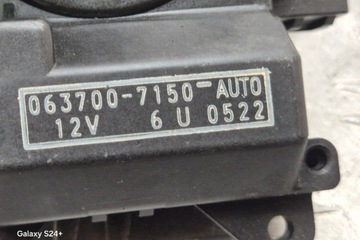 063700-7150-AUTO
12V 6 U 0522
Galaxy S24+